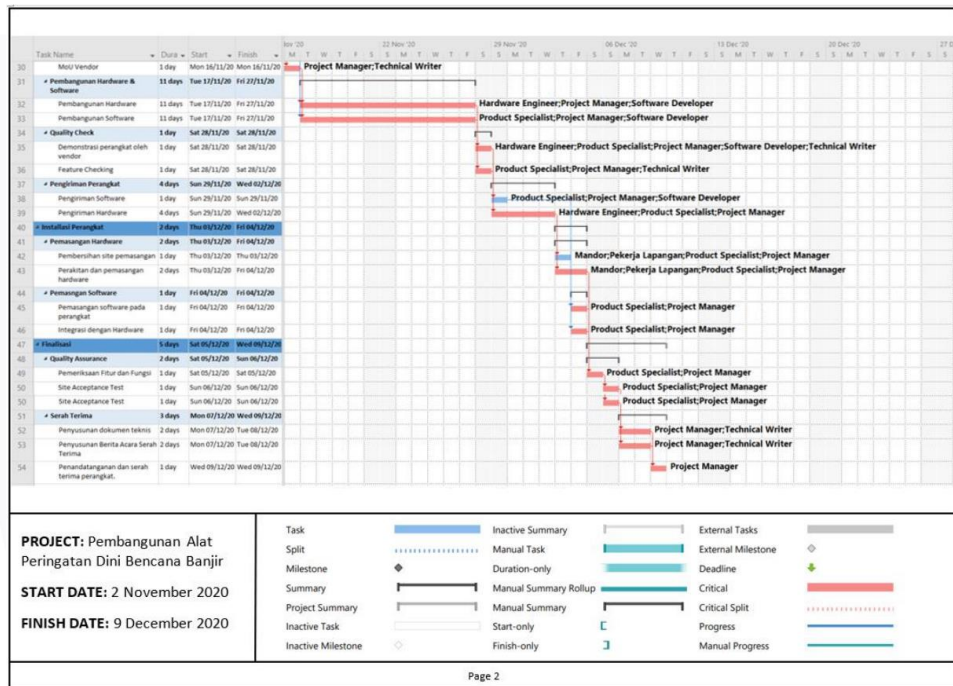 Nov '20 22 Nov '20 29 Nov '20 06 Dec '20 13 Dec '20 20 Dec '20 27 D
Task Name Dura Start Finish M T W T F S S M T W T F S S M T W T F S S M T W T F S S M T W T F S S M T W T F S S
30 MoU Vendor 1 day Mon 16/11/20 Mon 16/11/20 Project Manager;Technical Writer
31 Pembangunan Hardware & 11 days Tue 17/11/20 Fri 27/11/20
Software
32 Pembangunan Hardware 11 days Tue 17/11/20 Fri 27/11/20 Hardware Engineer;Project Manager;Software Developer
33 Pembangunan Software 11 days Tue 17/11/20 Fri 27/11/20 Product Specialist;Project Manager;Software Developer
34 Quality Check 1 day Sat 28/11/20 Sat 28/11/20
35 Demonstrasi perangkat oleh 1 day Sat 28/11/20 Sat 28/11/20 Hardware Engineer;Product Specialist;Project Manager;Software Developer;Technical Writer
vendor
36 Feature Checking 1 day Sat 28/11/20 Sat 28/11/20 Product Specialist;Project Manager;Technical Writer
37 Pengiriman Perangkat 4 days Sun 29/11/20 Wed 02/12/20
38 Pengiriman Software 1 day Sun 29/11/20 Sun 29/11/20 Product Specialist;Project Manager;Software Developer
39 Pengiriman Hardware 4 days Sun 29/11/20 Wed 02/12/20 Hardware Engineer;Product Specialist;Project Manager
40 Installasi Perangkat 2 days Thu 03/12/20 Fri 04/12/20
41 Pemasangan Hardware 2 days Thu 03/12/20 Fri 04/12/20
42 Pembersihan site pemasangan 1 day Thu 03/12/20 Thu 03/12/20 Mandor;Pekerja Lapangan;Product Specialist;Project Manager
43 Perakitan dan pemasangan 2 days Thu 03/12/20 Fri 04/12/20 Mandor;Pekerja Lapangan;Product Specialist;Project Manager
hardware
44 Pemasngan Software 1 day Fri 04/12/20 Fri 04/12/20
45 Pemasangan software pada 1 day Fri 04/12/20 Fri 04/12/20 Product Specialist;Project Manager
perangkat
46 Integrasi dengan Hardware 1 day Fri 04/12/20 Fri 04/12/20 Product Specialist;Project Manager
47 Finalisasi 5 days Sat 05/12/20 Wed 09/12/20
48 Quality Assurance 2 days Sat 05/12/20 Sun 06/12/20
49 Pemeriksaan Fitur dan Fungsi 1 day Sat 05/12/20 Sat 05/12/20 Product Specialist;Project Manager
50 Site Acceptance Test 1 day Sun 06/12/20 Sun 06/12/20 Product Specialist;Project Manager
50 Site Acceptance Test 1 day Sun 06/12/20 Sun 06/12/20 Product Specialist;Project Manager
51 Serah Terima 3 days Mon 07/12/20 Wed 09/12/20
52 Penyusunan dokumen teknis 2 days Mon 07/12/20 Tue 08/12/20 Project Manager;Technical Writer
53 Penyusunan Berita Acara Serah 2 days Mon 07/12/20 Tue 08/12/20 Project Manager;Technical Writer
Terima
54 Penandatanganan dan serah 1 day Wed 09/12/20 Wed 09/12/20 Project Manager
terima perangkat.
PROJECT: Pembangunan Alat
Peringatan Dini Bencana Banjir
START DATE: 2 November 2020
FINISH DATE: 9 December 2020
Task Inactive Summary External Tasks
Split Manual Task External Milestone
Milestone Duration-only Deadline
Summary Manual Summary Rollup Critical
Project Summary Manual Summary Critical Split
Inactive Task Start-only Progress
Inactive Milestone Finish-only Manual Progress
Page 2